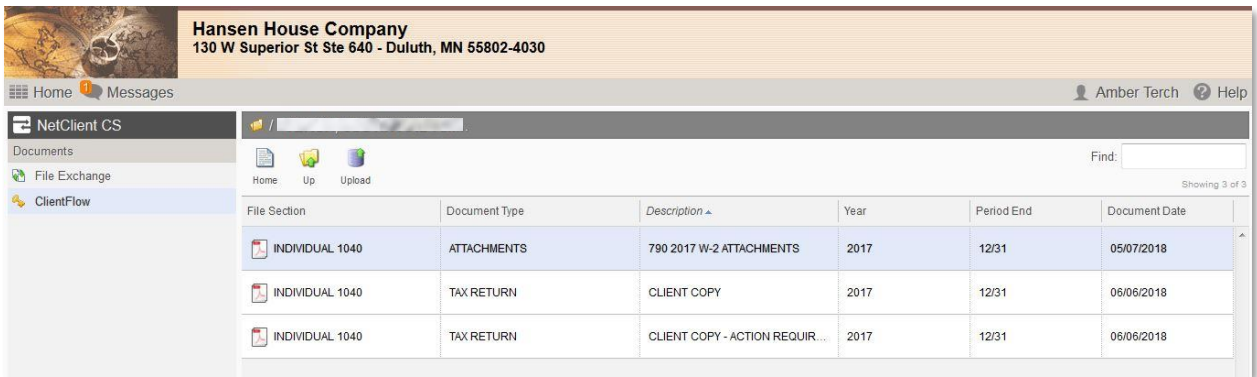 Hansen House Company
130 W Superior St Ste 640 - Duluth, MN 55802-4030
Home 1 Messages Amber Terch Help
NetClient CS /
Documents
File Exchange
ClientFlow
Home Up Upload Find:
Showing 3 of 3
File Section Document Type Description Year Period End Document Date
INDIVIDUAL 1040 ATTACHMENTS 790 2017 W-2 ATTACHMENTS 2017 12/31 05/07/2018
INDIVIDUAL 1040 TAX RETURN CLIENT COPY 2017 12/31 06/06/2018
INDIVIDUAL 1040 TAX RETURN CLIENT COPY - ACTION REQUIR... 2017 12/31 06/06/2018